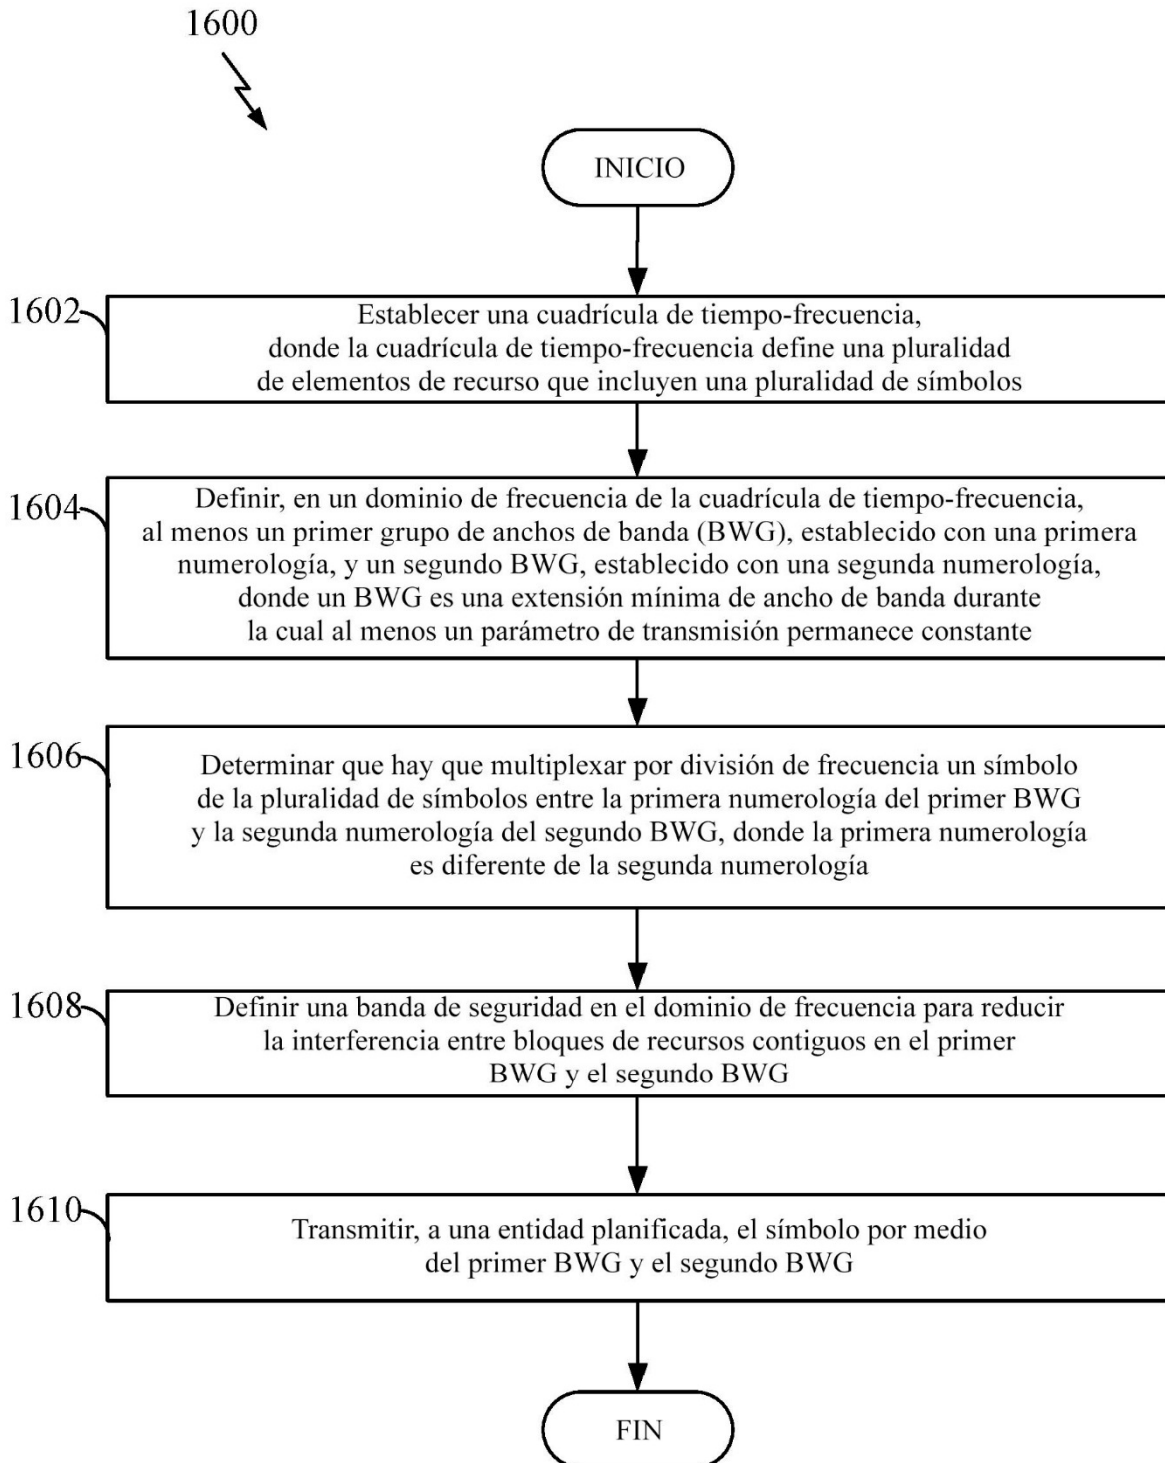 1600
INICIO
1602
Establecer una cuadrícula de tiempo-frecuencia,
donde la cuadrícula de tiempo-frecuencia define una pluralidad
de elementos de recurso que incluyen una pluralidad de símbolos
1604
Definir, en un dominio de frecuencia de la cuadrícula de tiempo-frecuencia,
al menos un primer grupo de anchos de banda (BWG), establecido con una primera
numerología, y un segundo BWG, establecido con una segunda numerología,
donde un BWG es una extensión mínima de ancho de banda durante
la cual al menos un parámetro de transmisión permanece constante
1606
Determinar que hay que multiplexar por división de frecuencia un símbolo
de la pluralidad de símbolos entre la primera numerología del primer BWG
y la segunda numerología del segundo BWG, donde la primera numerología
es diferente de la segunda numerología
1608
Definir una banda de seguridad en el dominio de frecuencia para reducir
la interferencia entre bloques de recursos contiguos en el primer
BWG y el segundo BWG
1610
Transmitir, a una entidad planificada, el símbolo por medio
del primer BWG y el segundo BWG
FIN